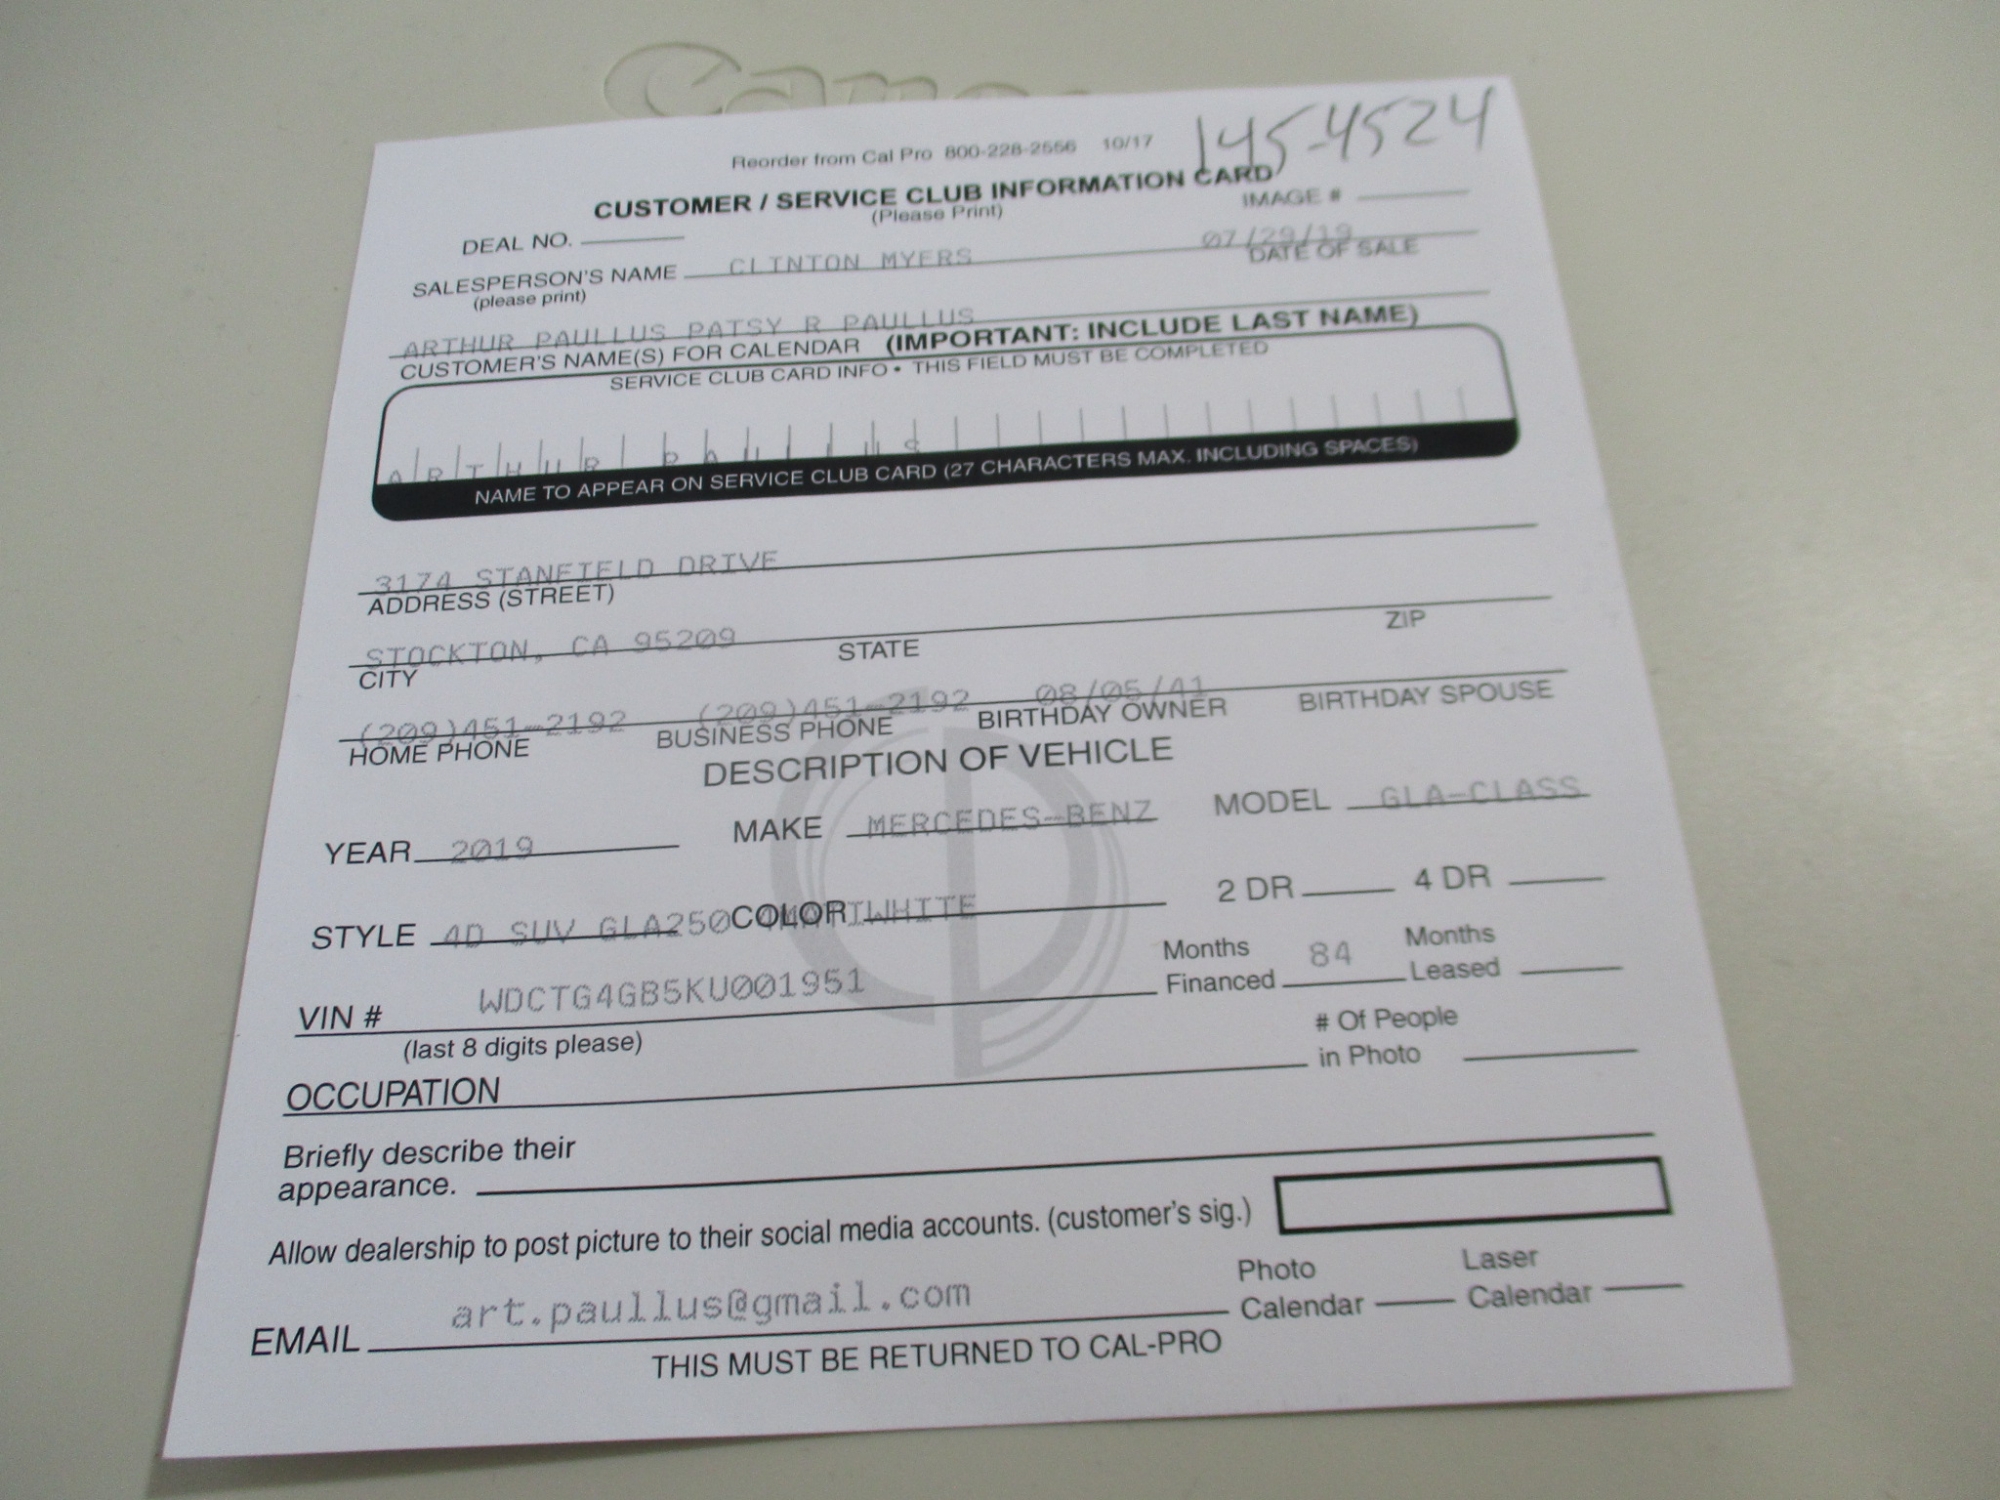 Canon
Reorder from Cal Pro 800-228-2556 10/17
145-4524
CUSTOMER / SERVICE CLUB INFORMATION CARD
(Please Print)
IMAGE #
DEAL NO.
SALESPERSON'S NAME CLINTON MYERS 07/29/19
(please print) DATE OF SALE
ARTHUR PAULLUS PATSY R PAULLUS
CUSTOMER'S NAME(S) FOR CALENDAR (IMPORTANT: INCLUDE LAST NAME)
SERVICE CLUB CARD INFO • THIS FIELD MUST BE COMPLETED
ARTHUR
NAME TO APPEAR ON SERVICE CLUB CARD (27 CHARACTERS MAX. INCLUDING SPACES)
3174 STANFIELD DRIVE
ADDRESS (STREET)
STOCKTON, CA 95209
CITY STATE ZIP
(209)451-2192 (209)451-2192 08/05/41
HOME PHONE BUSINESS PHONE BIRTHDAY OWNER BIRTHDAY SPOUSE
DESCRIPTION OF VEHICLE
YEAR 2019 MAKE MERCEDES-BENZ MODEL GLA-CLASS
STYLE 4D SUV GLA250 COLOR WHITE 2 DR 4 DR
VIN # WDCTG4GB5KU001951 Months Financed 84 Months Leased
(last 8 digits please)
OCCUPATION # Of People in Photo
Briefly describe their
appearance.
Allow dealership to post picture to their social media accounts. (customer's sig.)
EMAIL art.paullus@gmail.com Photo Calendar Laser Calendar
THIS MUST BE RETURNED TO CAL-PRO